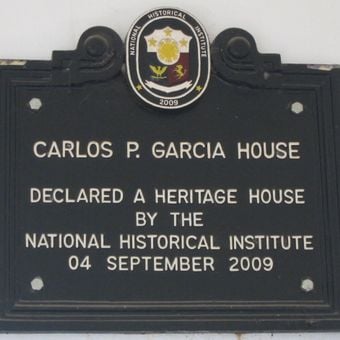 NATIONAL HISTORICAL INSTITUTE
2009
CARLOS P. GARCIA HOUSE
DECLARED A HERITAGE HOUSE
BY THE
NATIONAL HISTORICAL INSTITUTE
04 SEPTEMBER 2009